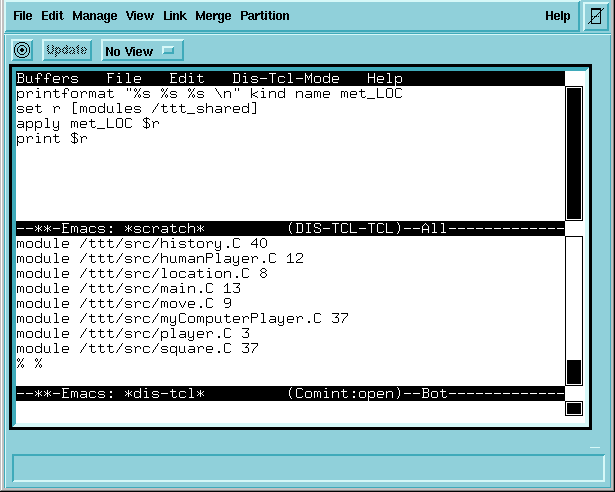 File Edit Manage View Link Merge Partition Help
Update No View
Buffers File Edit Dis-Tcl-Mode Help
printformat "%s %s %s \n" kind name met_LOC
set r [modules /ttt_shared]
apply met_LOC $r
print $r
--**-Emacs: *scratch* (DIS-TCL-TCL)--All-------------
module /ttt/src/history.C 40
module /ttt/src/humanPlayer.C 12
module /ttt/src/location.C 8
module /ttt/src/main.C 13
module /ttt/src/move.C 9
module /ttt/src/myComputerPlayer.C 37
module /ttt/src/player.C 3
module /ttt/src/square.C 37
% %
--**-Emacs: *dis-tcl* (Comint:open)--Bot-------------